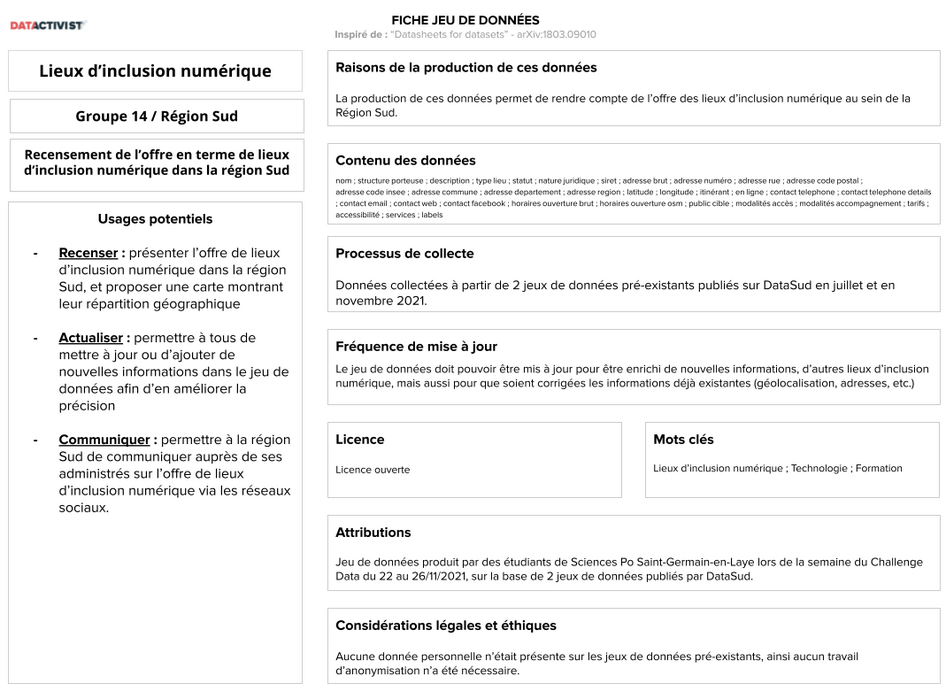 DATACTIVIST
FICHE JEU DE DONNÉES
Inspiré de : “Datasheets for datasets” - arXiv:1803.09010
Lieux d’inclusion numérique
Groupe 14 / Région Sud
Recensement de l’offre en terme de lieux
d’inclusion numérique dans la région Sud
Usages potentiels
- Recenser : présenter l’offre de lieux
d’inclusion numérique dans la région
Sud, et proposer une carte montrant
leur répartition géographique
- Actualiser : permettre à tous de
mettre à jour ou d’ajouter de
nouvelles informations dans le jeu de
données afin d’en améliorer la
précision
- Communiquer : permettre à la région
Sud de communiquer auprès de ses
administrés sur l’offre de lieux
d’inclusion numérique via les réseaux
sociaux.
Raisons de la production de ces données
La production de ces données permet de rendre compte de l’offre des lieux d’inclusion numérique au sein de la
Région Sud.
Contenu des données
nom ; structure porteuse ; description ; type lieu ; statut ; nature juridique ; siret ; adresse brut ; adresse numéro ; adresse rue ; adresse code postal ;
adresse code insee ; adresse commune ; adresse departement ; adresse region ; latitude ; longitude ; itinérant ; en ligne ; contact telephone ; contact telephone details
; contact email ; contact web ; contact facebook ; horaires ouverture brut ; horaires ouverture osm ; public cible ; modalités accès ; modalités accompagnement ; tarifs ;
accessibilité ; services ; labels
Processus de collecte
Données collectées à partir de 2 jeux de données pré-existants publiés sur DataSud en juillet et en
novembre 2021.
Fréquence de mise à jour
Le jeu de données doit pouvoir être mis à jour pour être enrichi de nouvelles informations, d’autres lieux d’inclusion
numérique, mais aussi pour que soient corrigées les informations déjà existantes (géolocalisation, adresses, etc.)
Licence
Licence ouverte
Mots clés
Lieux d’inclusion numérique ; Technologie ; Formation
Attributions
Jeu de données produit par des étudiants de Sciences Po Saint-Germain-en-Laye lors de la semaine du Challenge
Data du 22 au 26/11/2021, sur la base de 2 jeux de données publiés par DataSud.
Considérations légales et éthiques
Aucune donnée personnelle n’était présente sur les jeux de données pré-existants, ainsi aucun travail
d’anonymisation n’a été nécessaire.